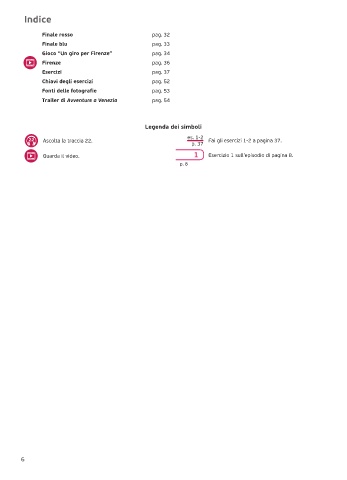 Indice
Finale rosso pag. 32
Finale blu pag. 33
Gioco "Un giro per Firenze" pag. 34
Firenze pag. 36
Esercizi pag. 37
Chiavi degli esercizi pag. 52
Fonti delle fotografie pag. 53
Trailer di Avventure a Venezia pag. 54
Legenda dei simboli
22
Ascolta la traccia 22.
es. 1-2
p. 37
Fai gli esercizi 1-2 a pagina 37.
Guarda il video.
1
p. 8
Esercizio 1 sull'episodio di pagina 8.
6